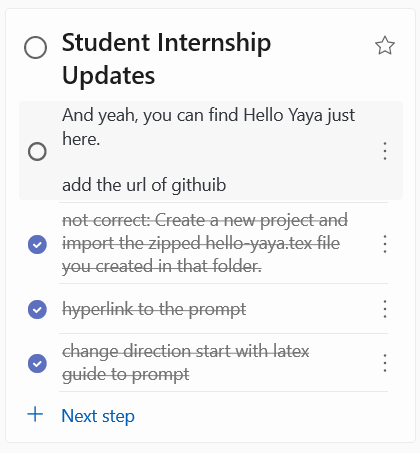 Student Internship
Updates
And yeah, you can find Hello Yaya just
here.
add the url of githuib
not correct: Create a new project and
import the zipped hello-yaya.tex file
you created in that folder.
hyperlink to the prompt
change direction start with latex
guide to prompt
Next step